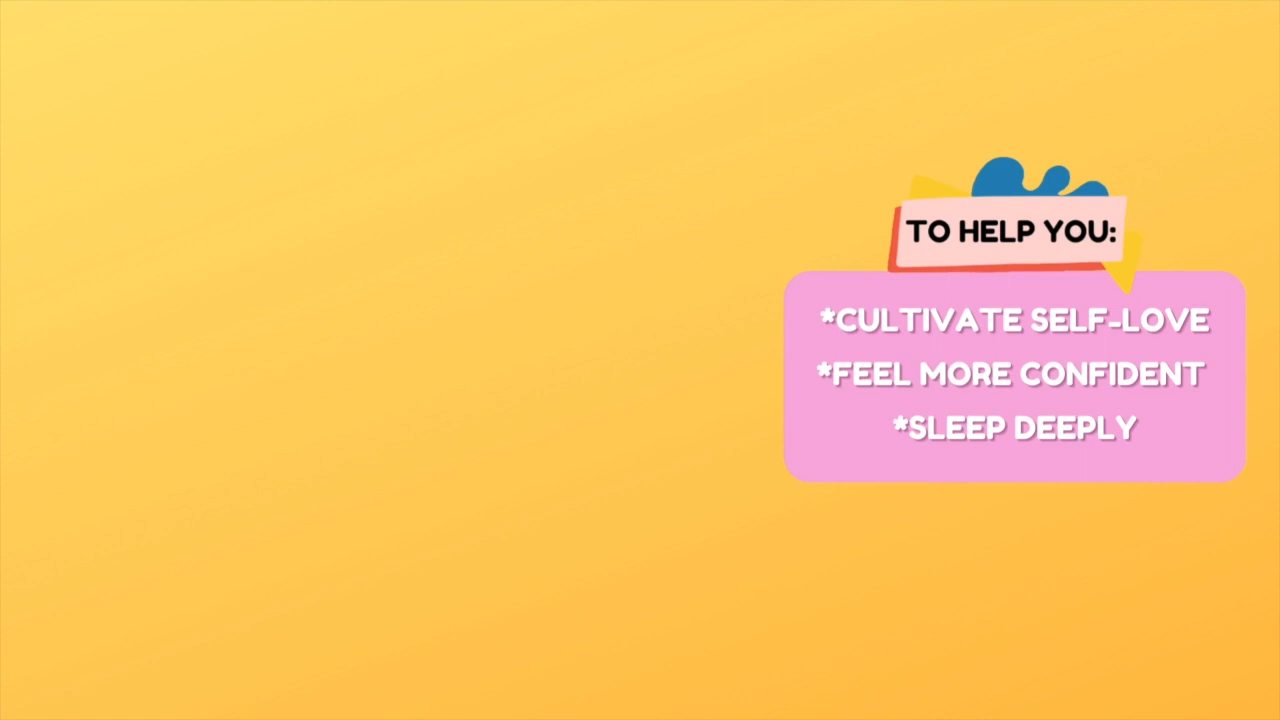 TO HELP YOU:
*CULTIVATE SELF-LOVE
*FEEL MORE CONFIDENT
*SLEEP DEEPLY